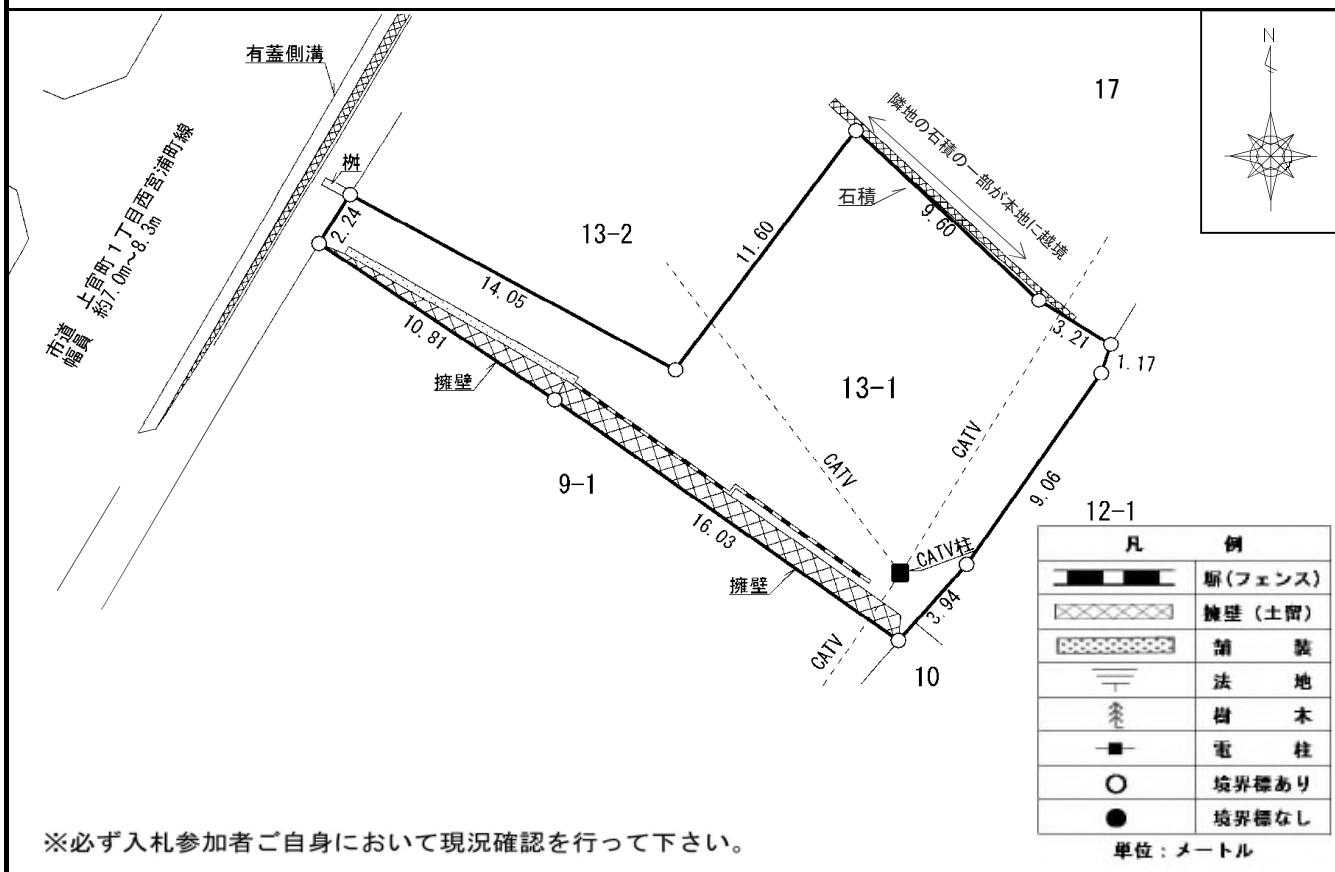 有蓋側溝
N
17
市道 上宮町1丁目西宮浦町線
幅員 約7.0m~8.3m
桝
2.24
13-2
隣地の石積の一部が本地に越境
石積
9.60
11.60
14.05
10.81
擁壁
3.21
1.17
13-1
CATV
CATV
9-1
16.03
擁壁
9.06
12-1
CATV柱
3.94
CATV
10
凡 例
塀(フェンス)
擁壁(土留)
舗 装
法 地
樹 木
電 柱
境界標あり
境界標なし
単位:メートル
※必ず入札参加者ご自身において現況確認を行って下さい。